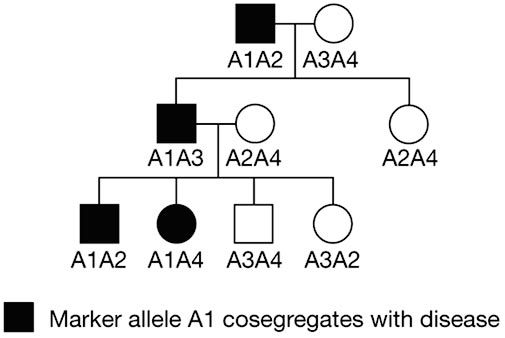 A1A2 A3A4
A1A3 A2A4 A2A4
A1A2 A1A4 A3A4 A3A2
Marker allele A1 cosegregates with disease